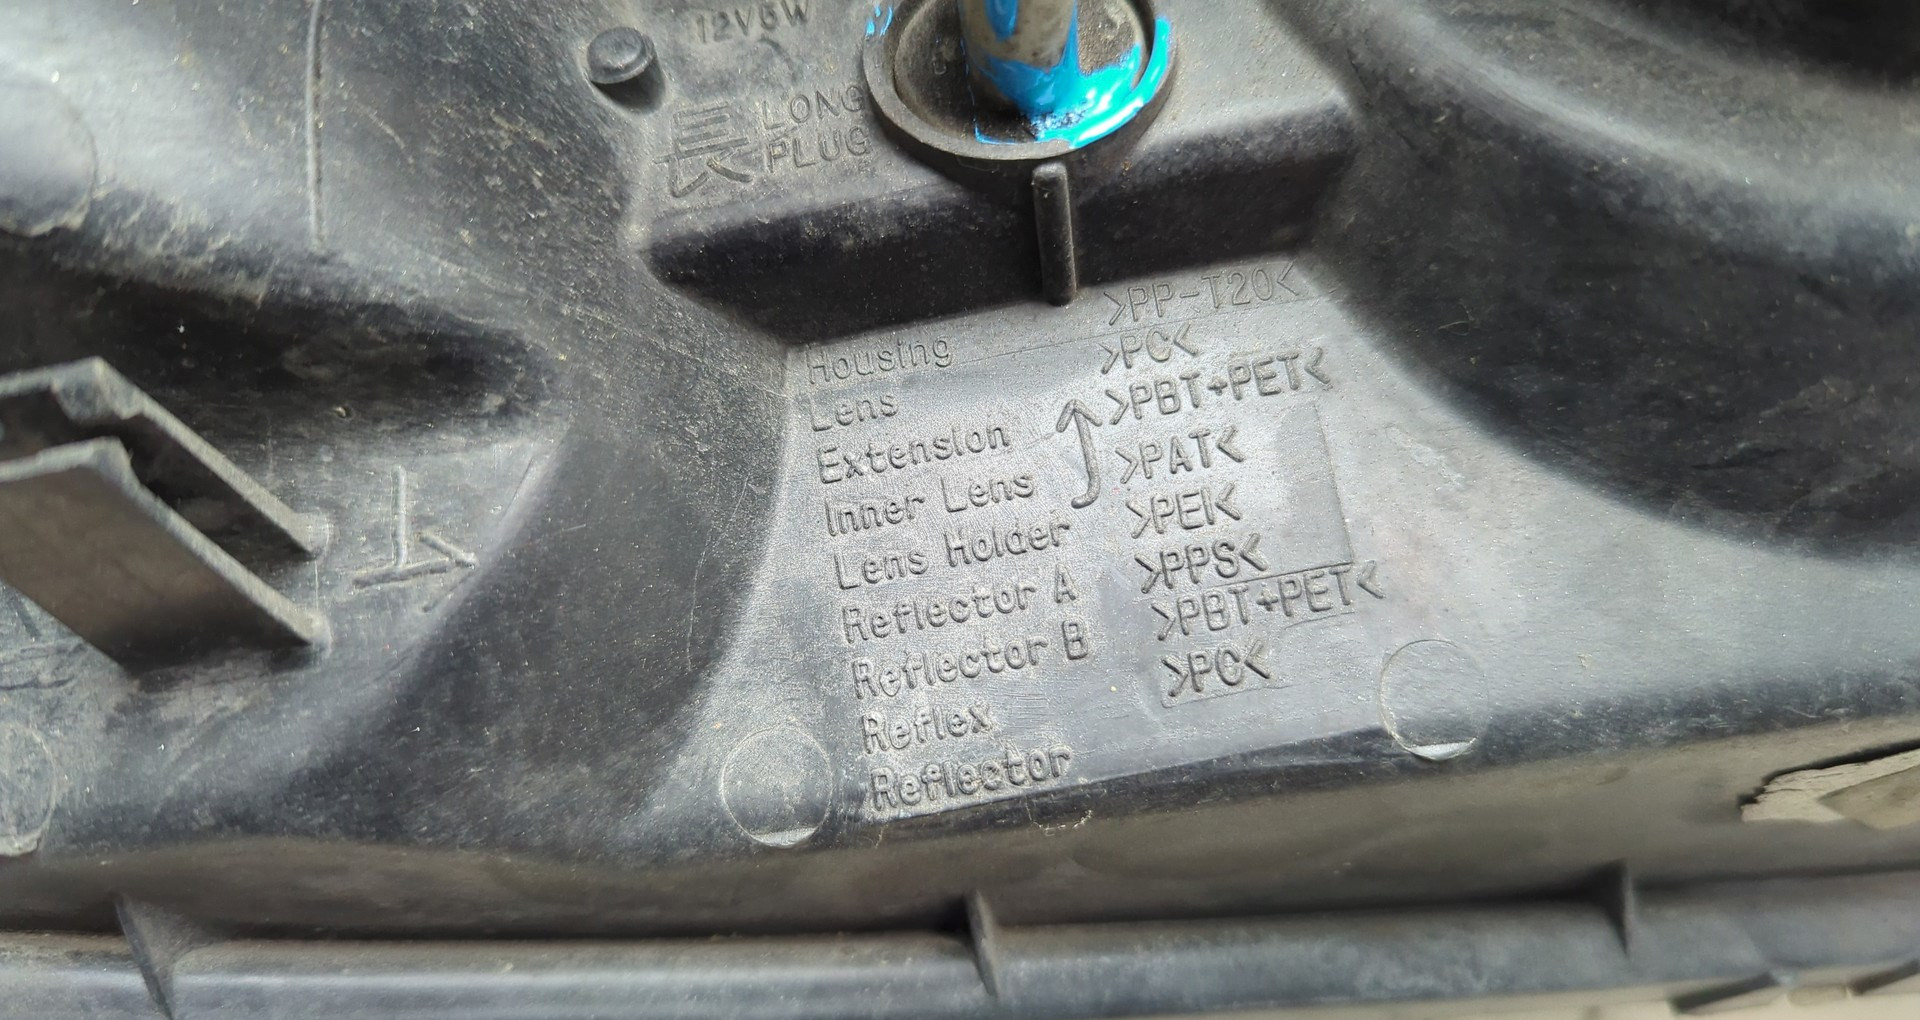 12V5W
長 LONG
PLUG
Housing >PP-T20<
Lens >PC<
Extension >PBT+PET<
Inner Lens >PAT<
Lens Holder >PEI<
Reflector A >PPS<
Reflector B >PBT+PET<
Reflex
Reflector >PC<